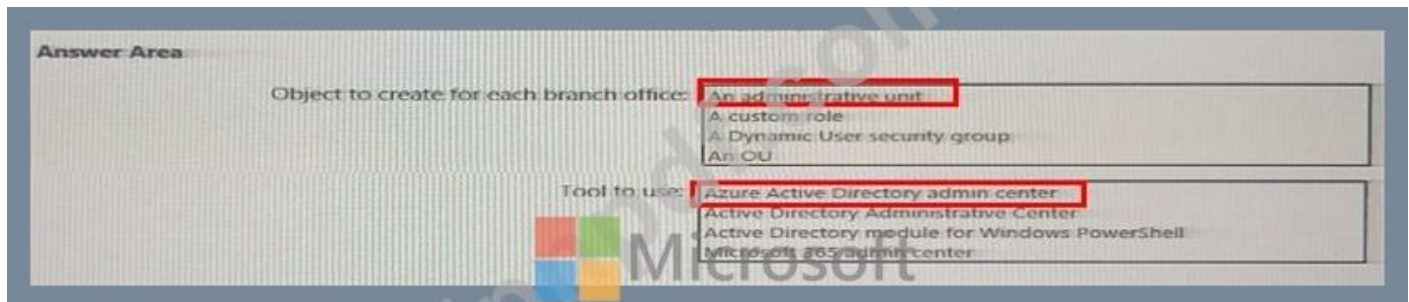 Answer Area
Object to create for each branch office: An administrative unit
A custom role
A Dynamic User security group
An OU
Tool to use: Azure Active Directory admin center
Active Directory Administrative Center
Active Directory module for Windows PowerShell
Microsoft 365 admin center
Microsoft